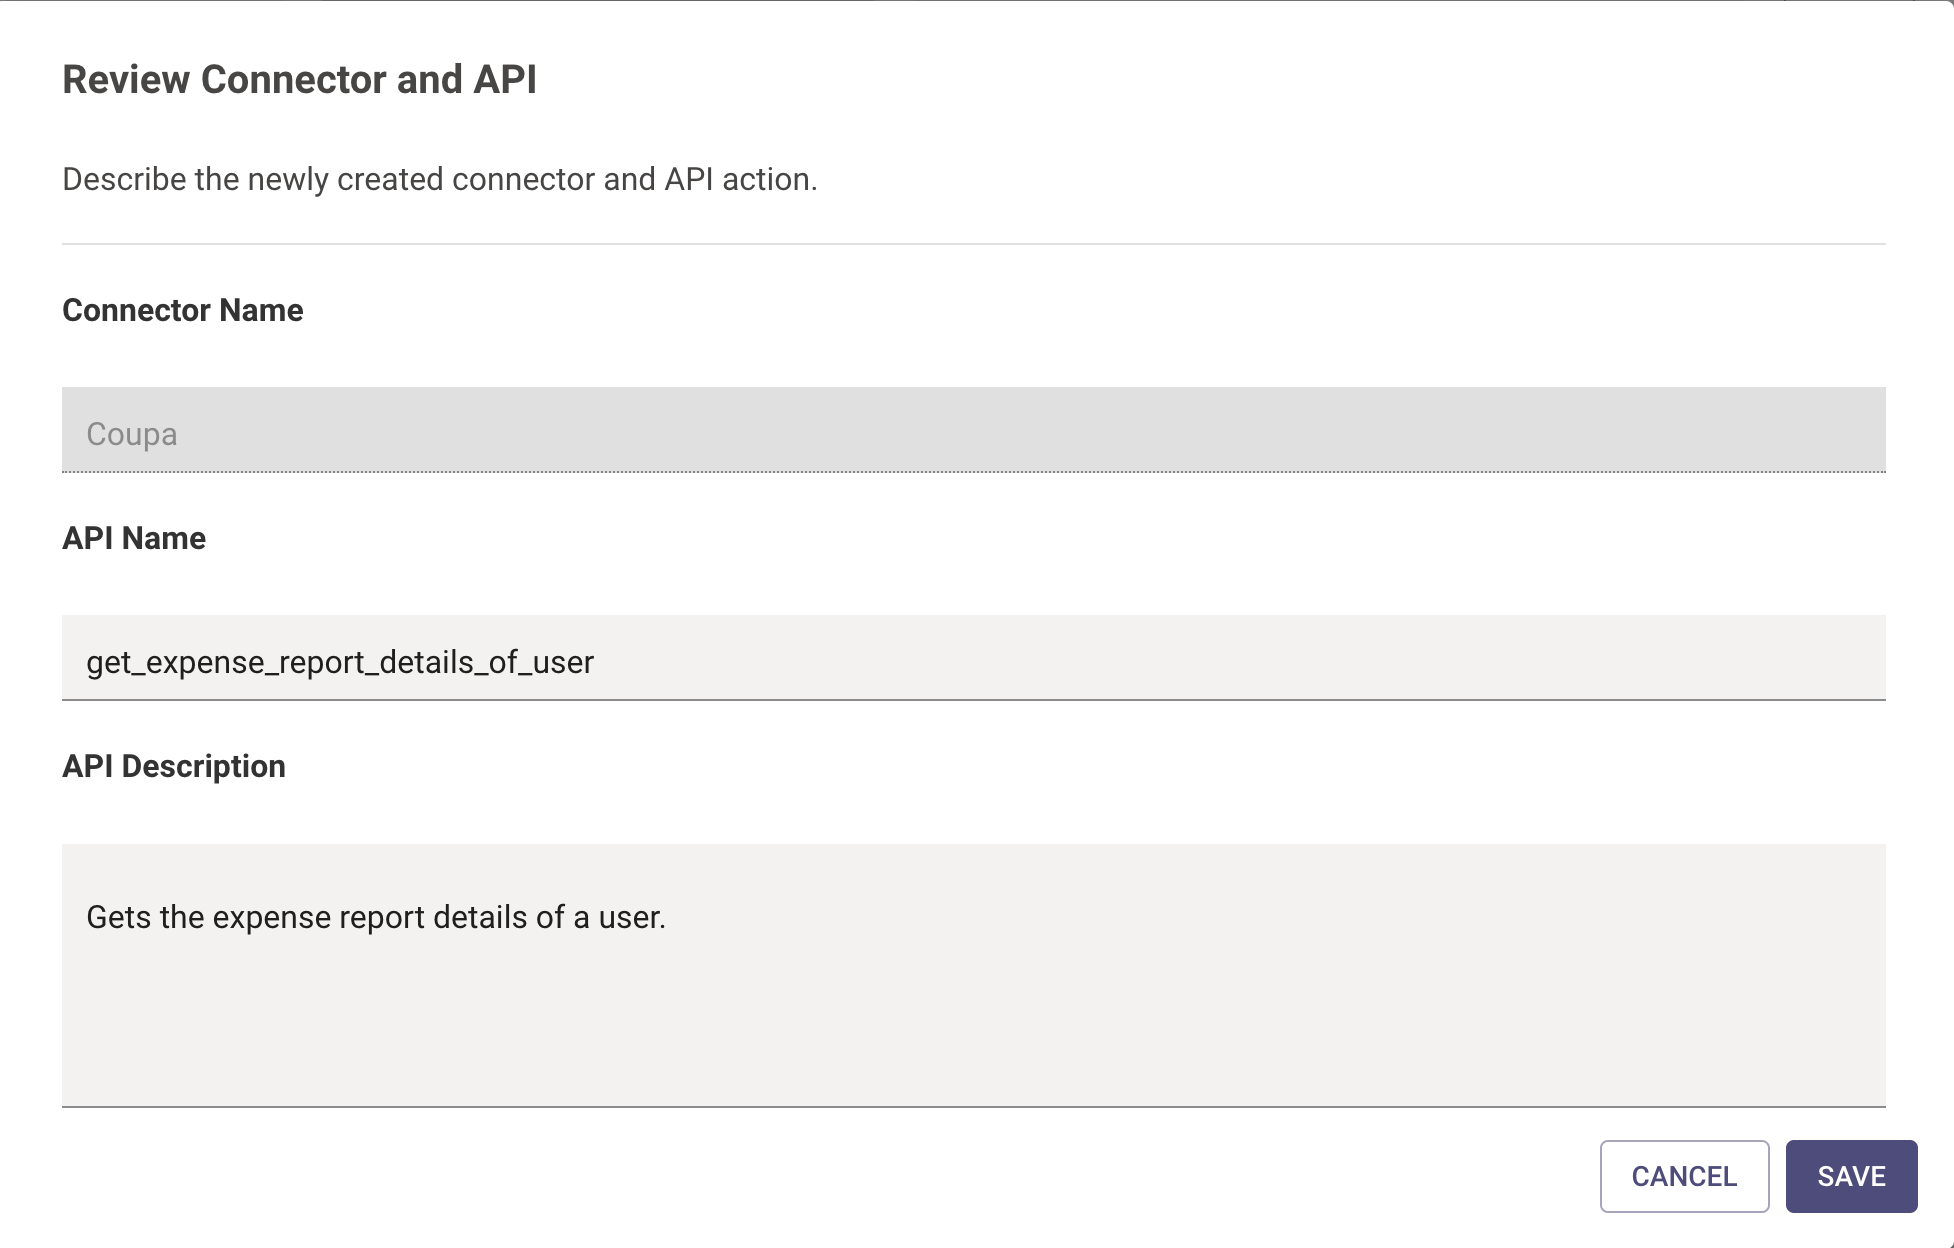 Review Connector and API
Describe the newly created connector and API action.
Connector Name
Coupa
API Name
get_expense_report_details_of_user
API Description
Gets the expense report details of a user.
CANCEL SAVE